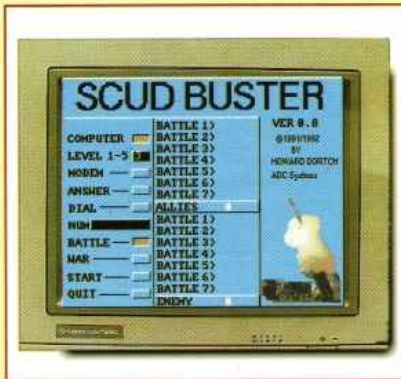 SCUD BUSTER
COMPUTER
LEVEL 1-5
MODEM
ANSWER
DIAL
NUM
BATTLE
WAR
START
QUIT
BATTLE 1>
BATTLE 2>
BATTLE 3>
BATTLE 4>
BATTLE 5>
BATTLE 6>
BATTLE 7>
ALLIES
BATTLE 1>
BATTLE 2>
BATTLE 3>
BATTLE 4>
BATTLE 5>
BATTLE 6>
BATTLE 7>
ENEMY
VER 0.8
©1991/1992
BY
HOWARD DORTCH
ADC Systems